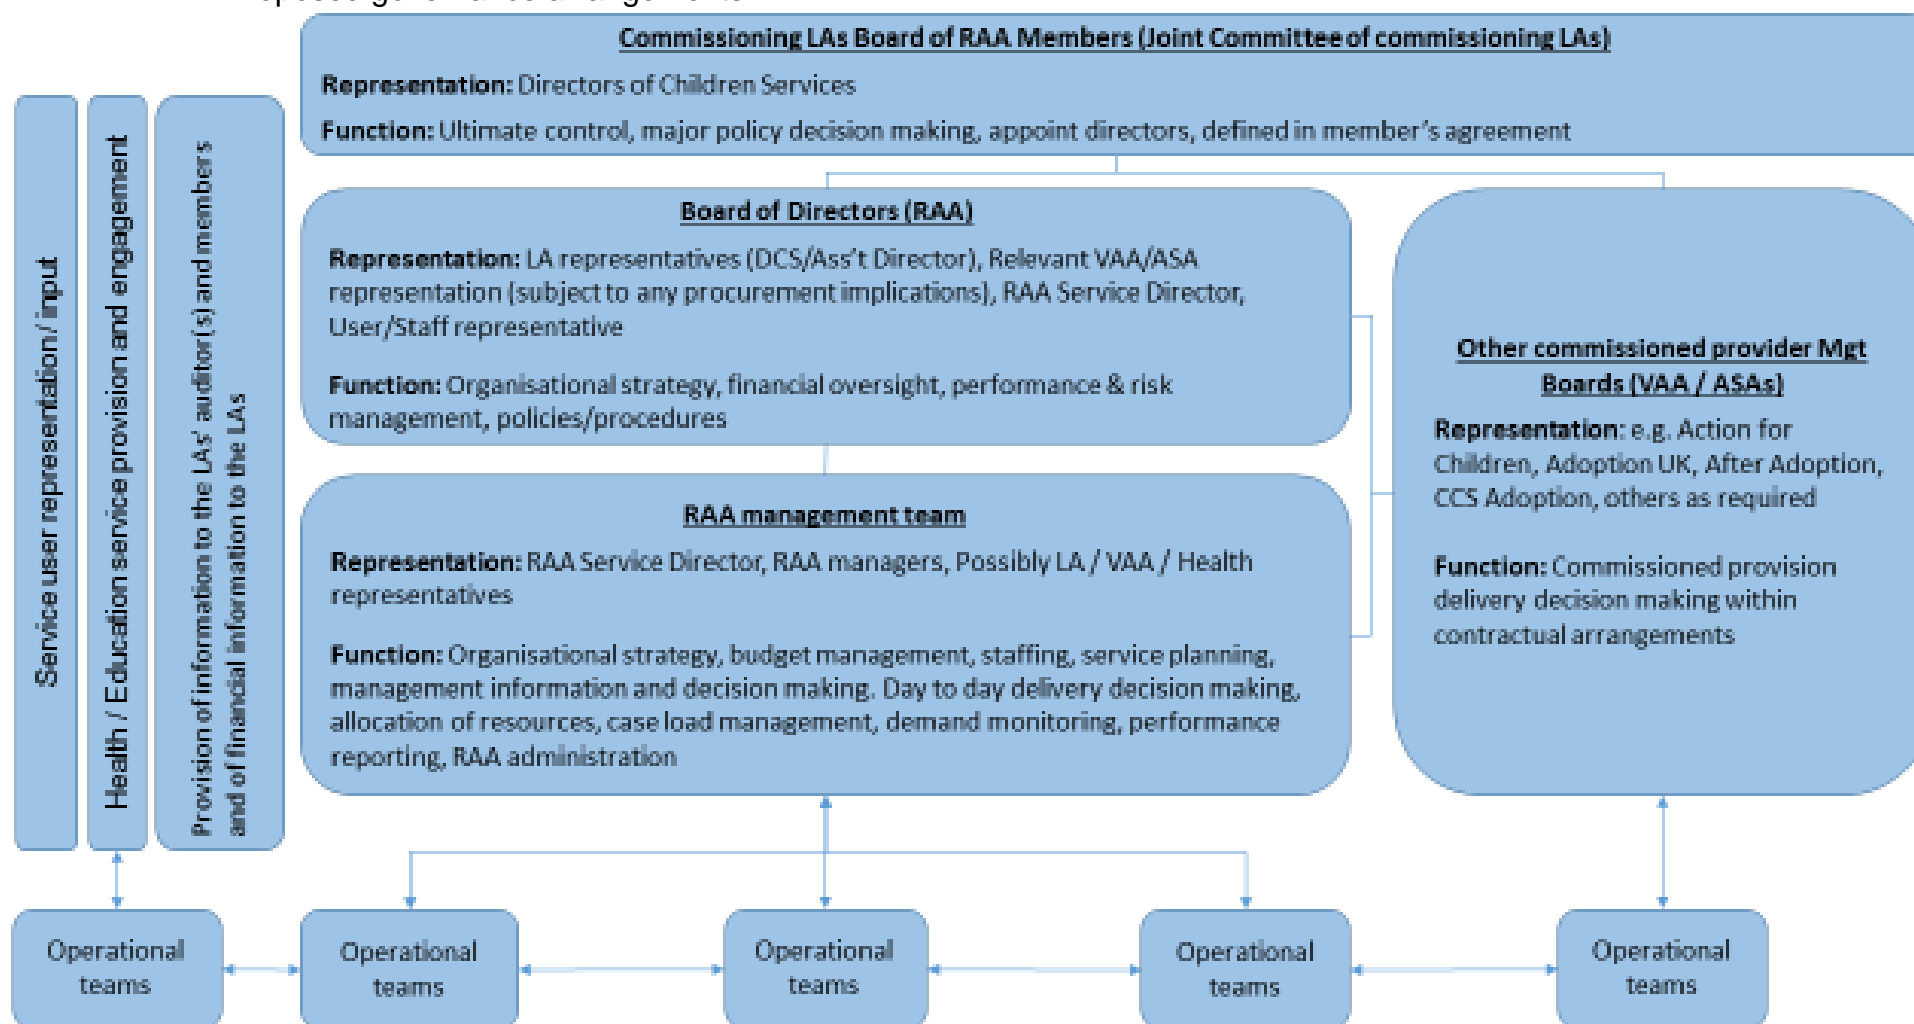 Commissioning LAs Board of RAA Members (Joint Committee of commissioning LAs)
Representation: Directors of Children Services
Function: Ultimate control, major policy decision making, appoint directors, defined in member's agreement
Service user representation/ input
Health / Education service provision and engagement
Provision of information to the LAs' auditor(s) and members
and of financial information to the LAs
Board of Directors (RAA)
Representation: LA representatives (DCS/Ass't Director), Relevant VAA/ASA
representation (subject to any procurement implications), RAA Service Director,
User/Staff representative
Function: Organisational strategy, financial oversight, performance & risk
management, policies/procedures
RAA management team
Representation: RAA Service Director, RAA managers, Possibly LA / VAA / Health
representatives
Function: Organisational strategy, budget management, staffing, service planning,
management information and decision making. Day to day delivery decision making,
allocation of resources, case load management, demand monitoring, performance
reporting, RAA administration
Other commissioned provider Mgt
Boards (VAA / ASAs)
Representation: e.g. Action for
Children, Adoption UK, After Adoption,
CCS Adoption, others as required
Function: Commissioned provision
delivery decision making within
contractual arrangements
Operational
teams
Operational
teams
Operational
teams
Operational
teams
Operational
teams